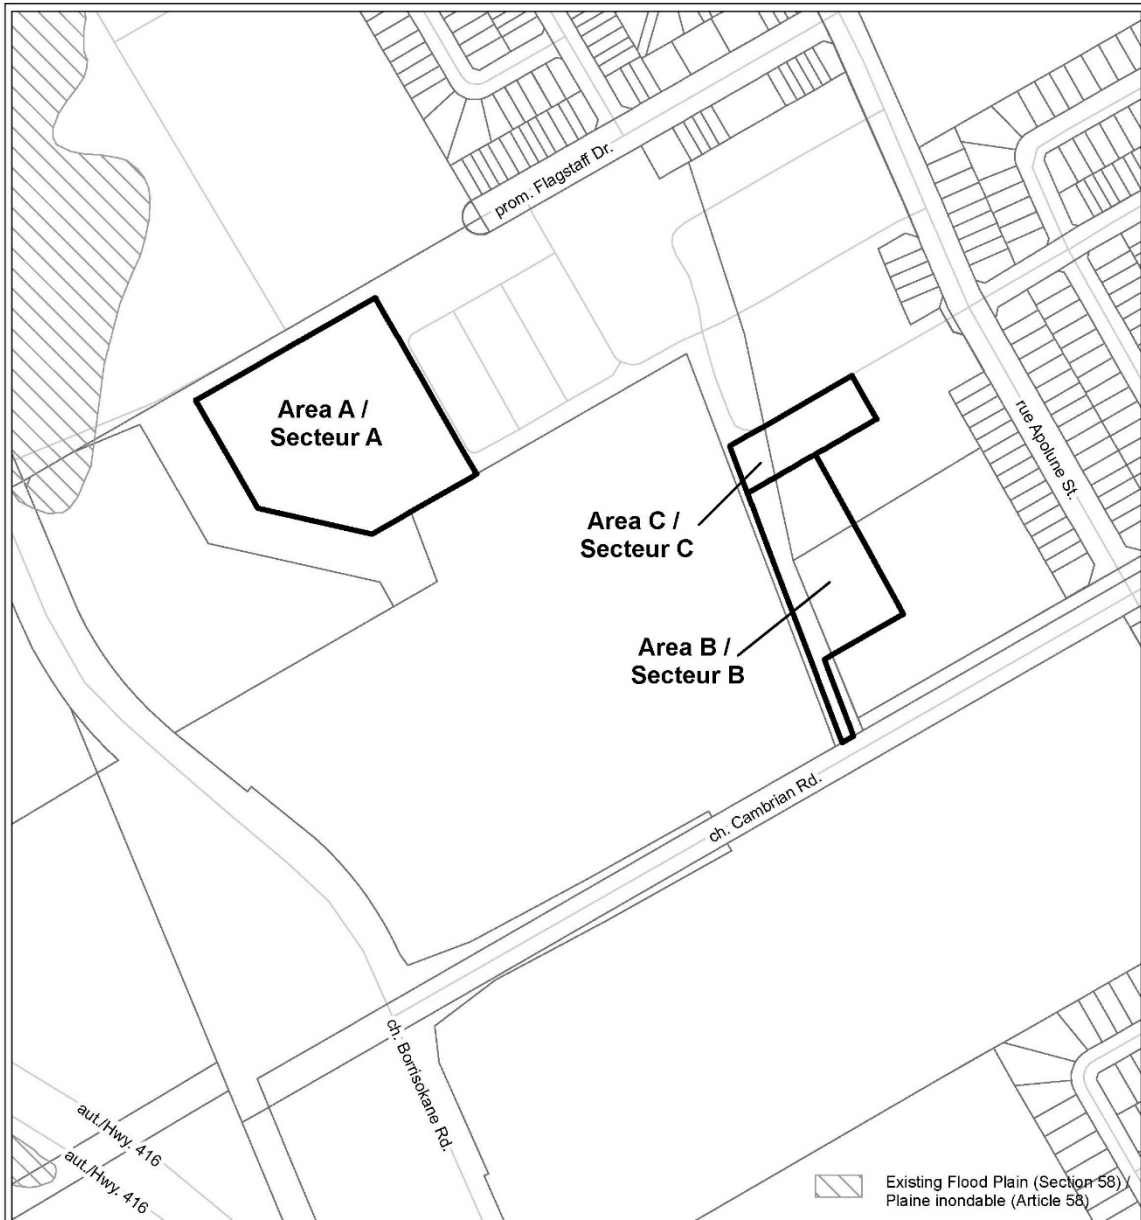 prom. Flagstaff Dr.
Area A /
Secteur A
rue Apolune St.
Area C /
Secteur C
Area B /
Secteur B
ch. Cambrian Rd.
ch. Borrisokane Rd.
aut./Hwy. 416
aut./Hwy. 416
Existing Flood Plain (Section 58) /
Plaine inondable (Article 58)